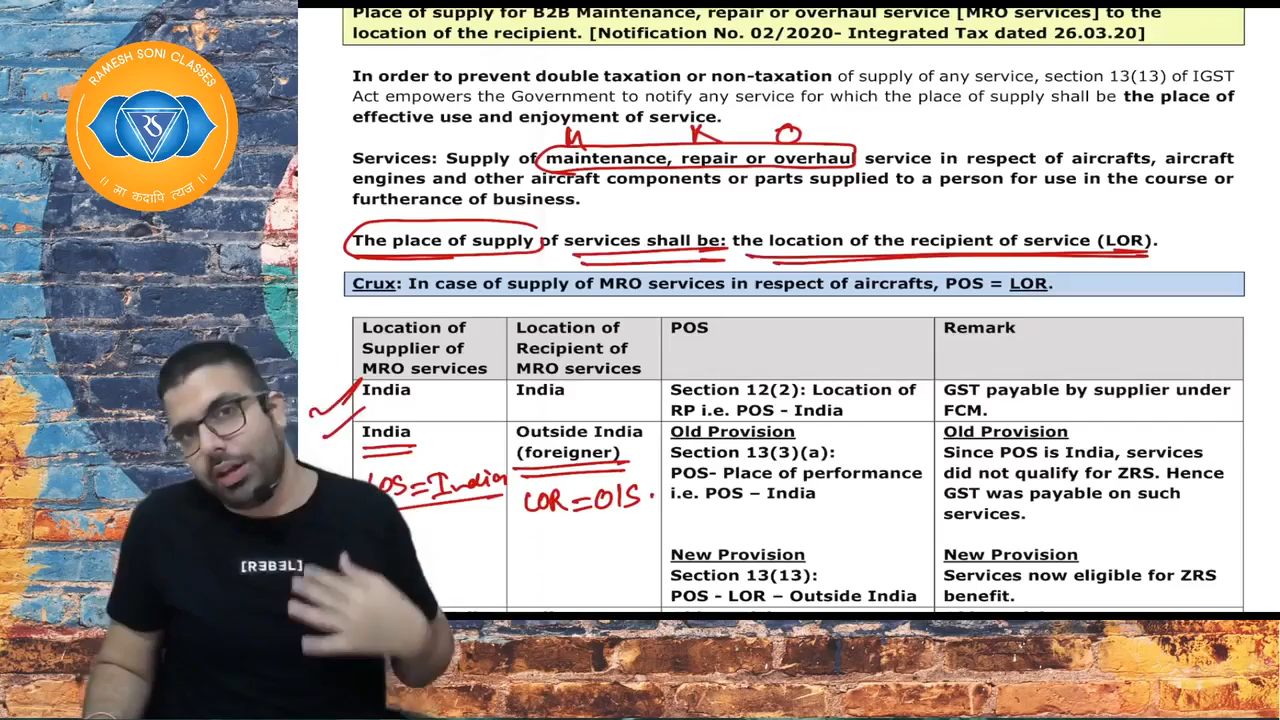 Place of supply for B2B Maintenance, repair or overhaul service [MRO services] to the
location of the recipient. [Notification No. 02/2020- Integrated Tax dated 26.03.20]
RAMESH SONI CLASSES
RS
॥ मा कदापि त्यज ॥
In order to prevent double taxation or non-taxation of supply of any service, section 13(13) of IGST
Act empowers the Government to notify any service for which the place of supply shall be the place of
effective use and enjoyment of service.
M R O
Services: Supply of maintenance, repair or overhaul service in respect of aircrafts, aircraft
engines and other aircraft components or parts supplied to a person for use in the course or
furtherance of business.
The place of supply of services shall be: the location of the recipient of service (LOR).
Crux: In case of supply of MRO services in respect of aircrafts, POS = LOR.
Location of Supplier of MRO services
Location of Recipient of MRO services
POS
Remark
India
India
Section 12(2): Location of
RP i.e. POS - India
GST payable by supplier under
FCM.
India
LOS = India
Outside India
(foreigner)
LOR = OIS
Old Provision
Section 13(3)(a):
POS- Place of performance
i.e. POS – India
New Provision
Section 13(13):
POS - LOR – Outside India
Old Provision
Since POS is India, services
did not qualify for ZRS. Hence
GST was payable on such
services.
New Provision
Services now eligible for ZRS
benefit.
[RƎBƎL]